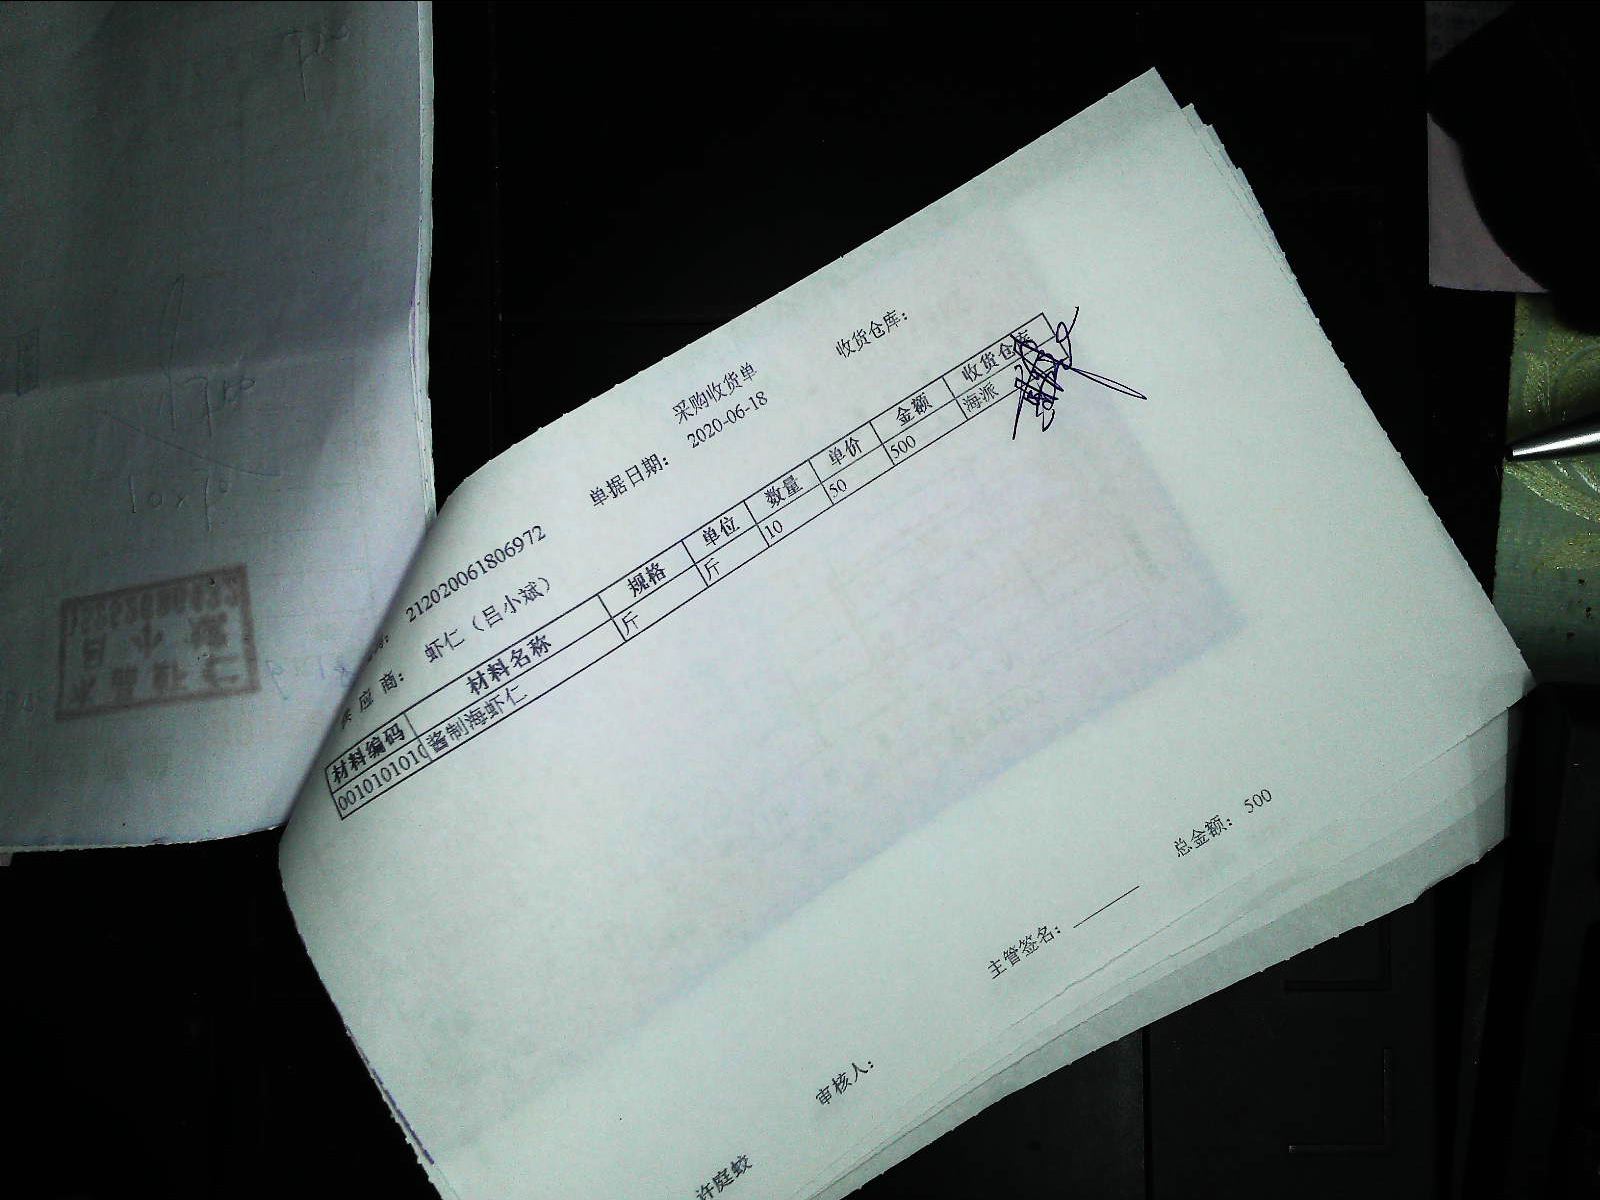 采购收货单
212020061806972 单据日期: 2020-06-18 收货仓库:
供应商: 虾仁（吕小斌）
材料编码 材料名称 规格 单位 数量 单价 金额 收货仓库
001010101 酱制海虾仁 斤 斤 10 50 500 海派
总金额: 500
主管签名:
审核人:
许庭蛟
10x70